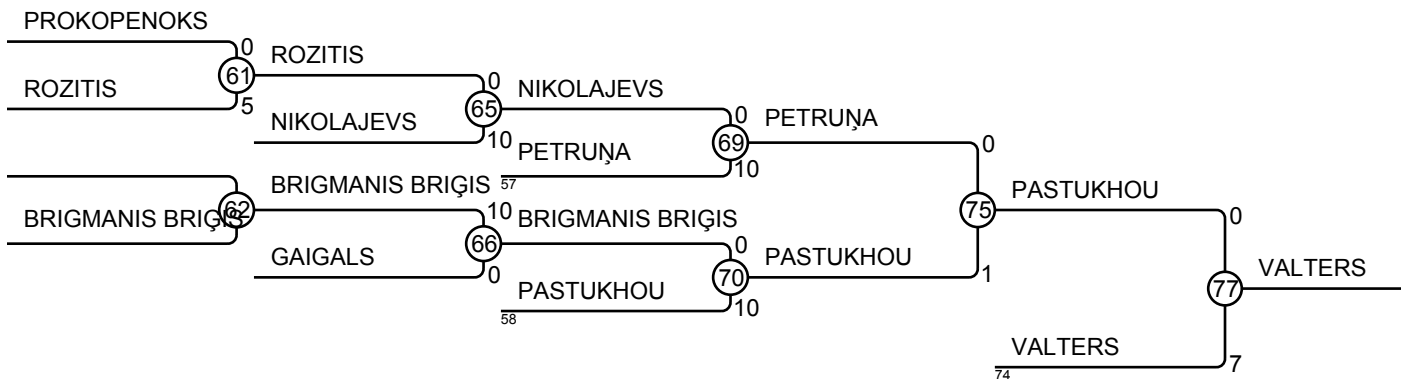 PROKOPENOKS
0
ROZITIS
61
0
NIKOLAJEVS
ROZITIS
5
65
0
PETRUŅA
NIKOLAJEVS
10
69
0
PETRUŅA
10
57
BRIGMANIS BRIĢIS
10
75
PASTUKHOU
BRIGMANIS BRIĢIS
62
BRIGMANIS BRIĢIS
0
0
66
0
PASTUKHOU
GAIGALS
0
70
1
VALTERS
PASTUKHOU
10
77
58
VALTERS
7
74